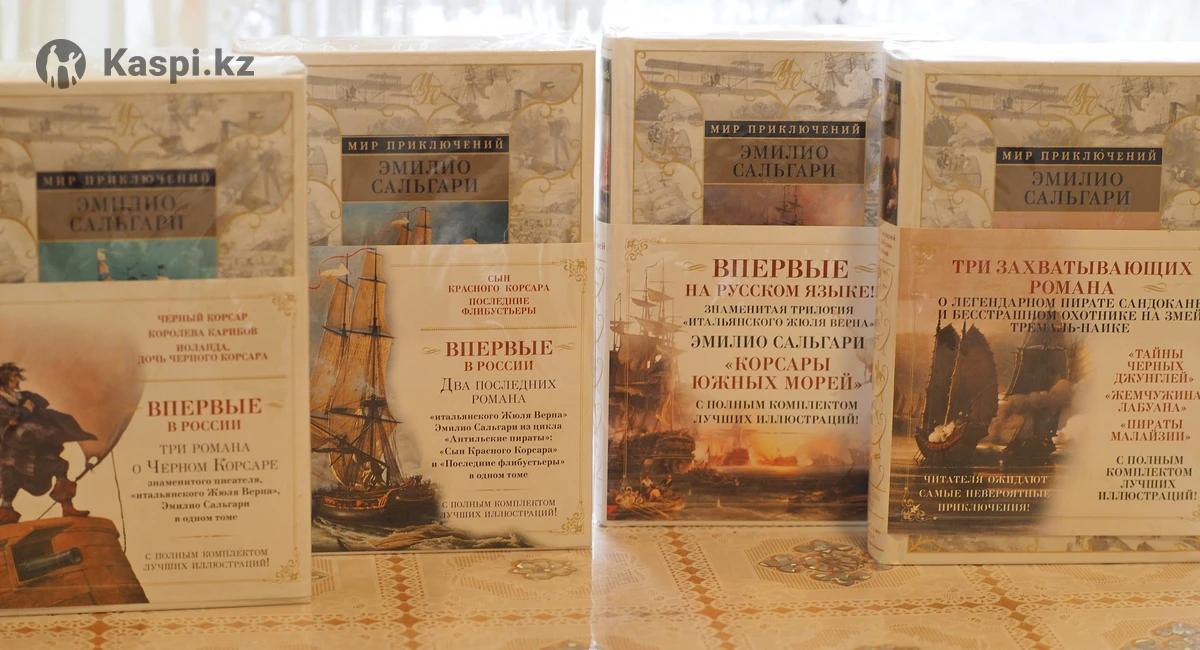 Kaspi.kz
МИР ПРИКЛЮЧЕНИЙ
ЭМИЛИО
САЛЬГАРИ
ЧЕРНЫЙ КОРСАР
КОРОЛЕВА КАРИБОВ
ИОЛАНДА,
ДОЧЬ ЧЕРНОГО КОРСАРА
ВПЕРВЫЕ
В РОССИИ
ТРИ РОМАНА
О ЧЕРНОМ КОРСАРЕ
знаменитого писателя,
«итальянского Жюля Верна»,
Эмилио Сальгари
в одном томе
С ПОЛНЫМ КОМПЛЕКТОМ
ЛУЧШИХ ИЛЛЮСТРАЦИЙ!
МИР ПРИКЛЮЧЕНИЙ
ЭМИЛИО
САЛЬГАРИ
СЫН
КРАСНОГО КОРСАРА
ПОСЛЕДНИЕ
ФЛИБУСТЬЕРЫ
ВПЕРВЫЕ
В РОССИИ
ДВА ПОСЛЕДНИХ
РОМАНА
«итальянского Жюля Верна»
Эмилио Сальгари из цикла
«Антильские пираты»:
«Сын Красного Корсара»
и «Последние флибустьеры»
в одном томе
С ПОЛНЫМ КОМПЛЕКТОМ
ЛУЧШИХ ИЛЛЮСТРАЦИЙ!
МИР ПРИКЛЮЧЕНИЙ
ЭМИЛИО
САЛЬГАРИ
ВПЕРВЫЕ
НА РУССКОМ ЯЗЫКЕ!
ЗНАМЕНИТАЯ ТРИЛОГИЯ
«ИТАЛЬЯНСКОГО ЖЮЛЯ ВЕРНА»
ЭМИЛИО САЛЬГАРИ
«КОРСАРЫ
ЮЖНЫХ МОРЕЙ»
С ПОЛНЫМ КОМПЛЕКТОМ
ЛУЧШИХ ИЛЛЮСТРАЦИЙ!
МИР ПРИКЛЮЧЕНИЙ
ЭМИЛИО
САЛЬГАРИ
ТРИ ЗАХВАТЫВАЮЩИХ
РОМАНА
О ЛЕГЕНДАРНОМ ПИРАТЕ САНДОКАНЕ
И БЕССТРАШНОМ ОХОТНИКЕ НА ЗМЕЙ
ТРЕМАЛЬ-НАИКЕ
«ТАЙНЫ
ЧЕРНЫХ
ДЖУНГЛЕЙ»
«ЖЕМЧУЖИНА
ЛАБУАНА»
«ПИРАТЫ
МАЛАЙЗИИ»
С ПОЛНЫМ
КОМПЛЕКТОМ
ЛУЧШИХ
ИЛЛЮСТРАЦИЙ!
ЧИТАТЕЛЯ ОЖИДАЮТ
САМЫЕ НЕВЕРОЯТНЫЕ
ПРИКЛЮЧЕНИЯ!